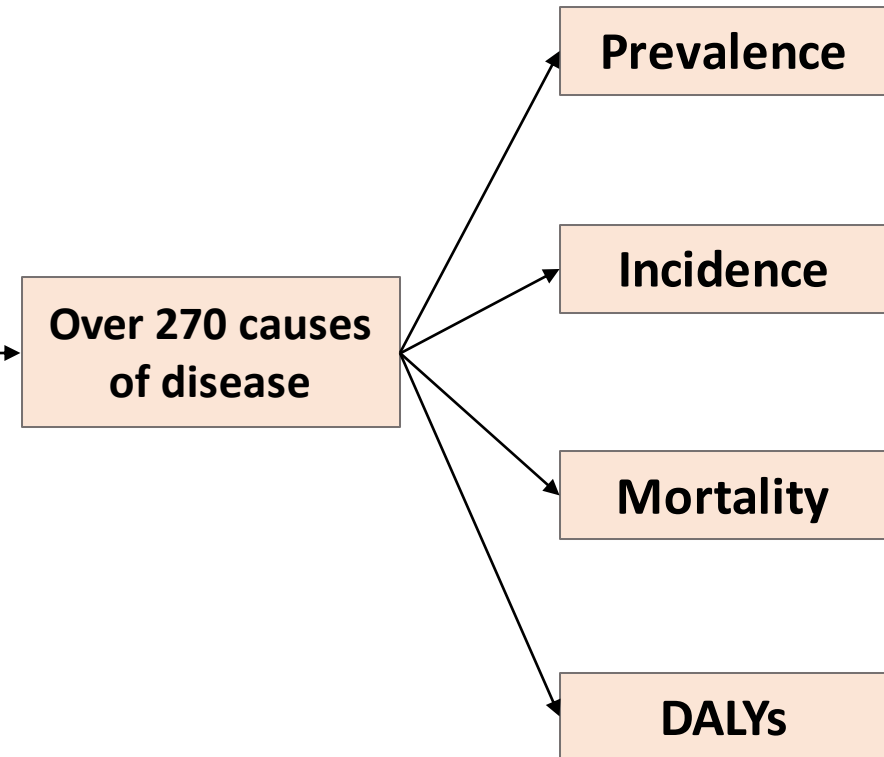 Prevalence
Incidence
Over 270 causes
of disease
Mortality
DALYs